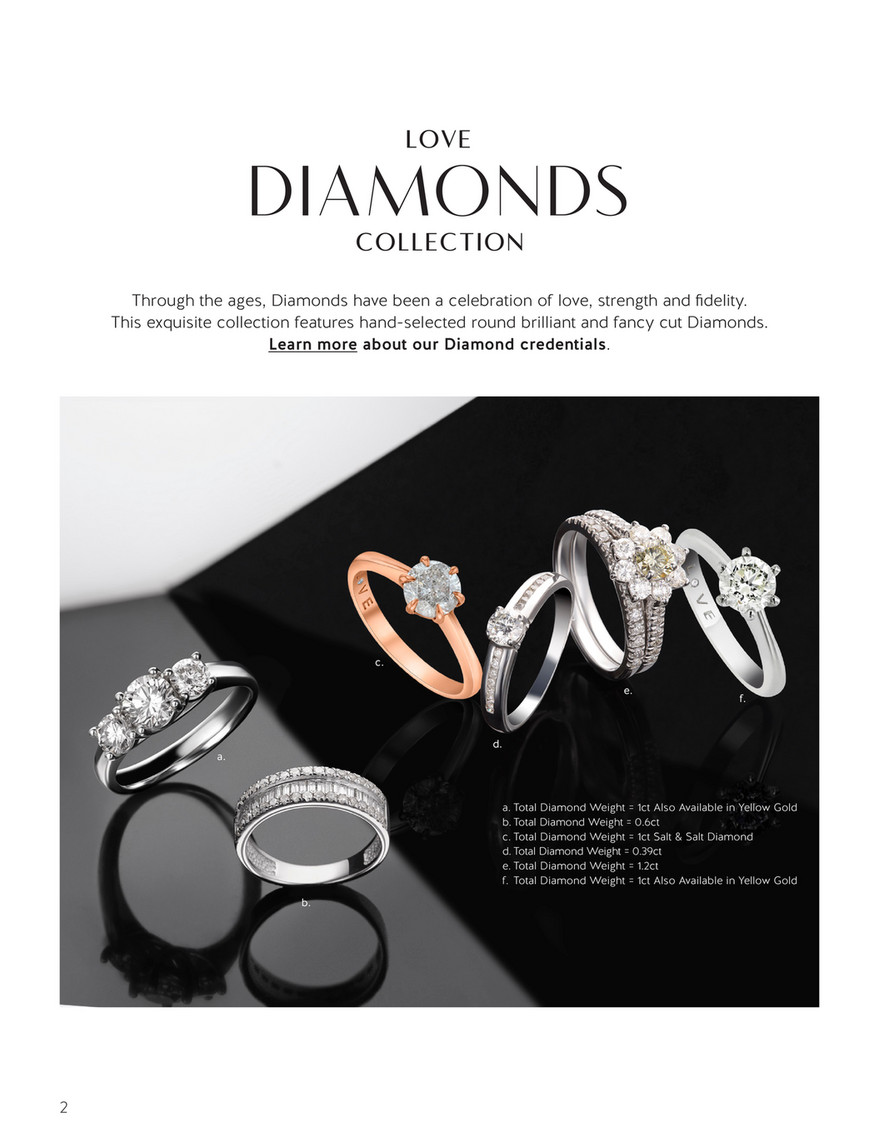 LOVE
DIAMONDS
COLLECTION
Through the ages, Diamonds have been a celebration of love, strength and fidelity.
This exquisite collection features hand-selected round brilliant and fancy cut Diamonds.
Learn more about our Diamond credentials.
OVE
OVE
c.
e.
f.
d.
a.
b.
a. Total Diamond Weight = 1ct Also Available in Yellow Gold
b. Total Diamond Weight = 0.6ct
c. Total Diamond Weight = 1ct Salt & Salt Diamond
d. Total Diamond Weight = 0.39ct
e. Total Diamond Weight = 1.2ct
f. Total Diamond Weight = 1ct Also Available in Yellow Gold
2